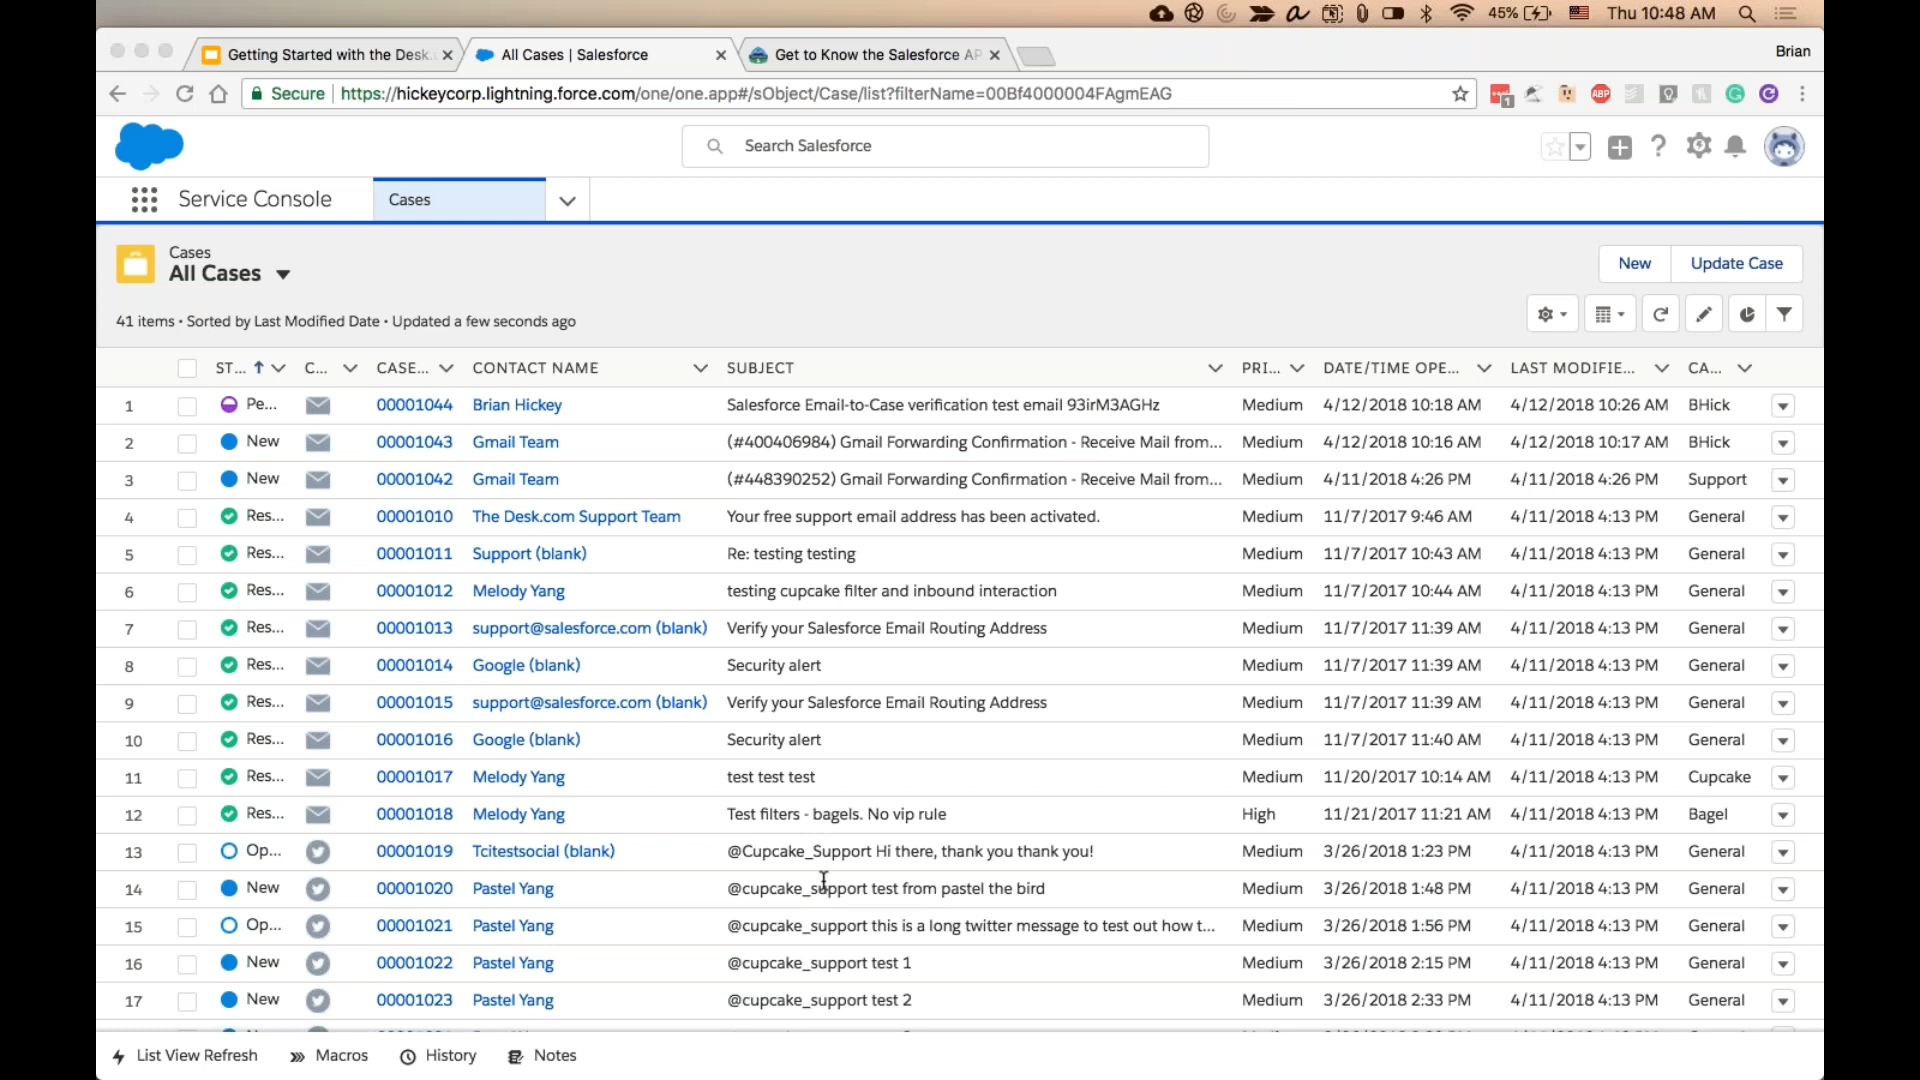 45% Thu 10:48 AM
Getting Started with the Desk. All Cases | Salesforce Get to Know the Salesforce AP Brian
Secure https://hickeycorp.lightning.force.com/one/one.app#/sObject/Case/list?filterName=00Bf4000004FAgmEAG ABP 1
Search Salesforce
Service Console Cases
Cases
All Cases New Update Case
41 items • Sorted by Last Modified Date • Updated a few seconds ago
ST... C... CASE... CONTACT NAME SUBJECT PRI... DATE/TIME OPE... LAST MODIFIE... CA...
1 Pe... 00001044 Brian Hickey Salesforce Email-to-Case verification test email 93irM3AGHz Medium 4/12/2018 10:18 AM 4/12/2018 10:26 AM BHick
2 New 00001043 Gmail Team (#400406984) Gmail Forwarding Confirmation - Receive Mail from... Medium 4/12/2018 10:16 AM 4/12/2018 10:17 AM BHick
3 New 00001042 Gmail Team (#448390252) Gmail Forwarding Confirmation - Receive Mail from... Medium 4/11/2018 4:26 PM 4/11/2018 4:26 PM Support
4 Res... 00001010 The Desk.com Support Team Your free support email address has been activated. Medium 11/7/2017 9:46 AM 4/11/2018 4:13 PM General
5 Res... 00001011 Support (blank) Re: testing testing Medium 11/7/2017 10:43 AM 4/11/2018 4:13 PM General
6 Res... 00001012 Melody Yang testing cupcake filter and inbound interaction Medium 11/7/2017 10:44 AM 4/11/2018 4:13 PM General
7 Res... 00001013 support@salesforce.com (blank) Verify your Salesforce Email Routing Address Medium 11/7/2017 11:39 AM 4/11/2018 4:13 PM General
8 Res... 00001014 Google (blank) Security alert Medium 11/7/2017 11:39 AM 4/11/2018 4:13 PM General
9 Res... 00001015 support@salesforce.com (blank) Verify your Salesforce Email Routing Address Medium 11/7/2017 11:39 AM 4/11/2018 4:13 PM General
10 Res... 00001016 Google (blank) Security alert Medium 11/7/2017 11:40 AM 4/11/2018 4:13 PM General
11 Res... 00001017 Melody Yang test test test Medium 11/20/2017 10:14 AM 4/11/2018 4:13 PM Cupcake
12 Res... 00001018 Melody Yang Test filters - bagels. No vip rule High 11/21/2017 11:21 AM 4/11/2018 4:13 PM Bagel
13 Op... 00001019 Tcitestsocial (blank) @Cupcake_Support Hi there, thank you thank you! Medium 3/26/2018 1:23 PM 4/11/2018 4:13 PM General
14 New 00001020 Pastel Yang @cupcake_support test from pastel the bird Medium 3/26/2018 1:48 PM 4/11/2018 4:13 PM General
15 Op... 00001021 Pastel Yang @cupcake_support this is a long twitter message to test out how t... Medium 3/26/2018 1:56 PM 4/11/2018 4:13 PM General
16 New 00001022 Pastel Yang @cupcake_support test 1 Medium 3/26/2018 2:15 PM 4/11/2018 4:13 PM General
17 New 00001023 Pastel Yang @cupcake_support test 2 Medium 3/26/2018 2:33 PM 4/11/2018 4:13 PM General
List View Refresh Macros History Notes